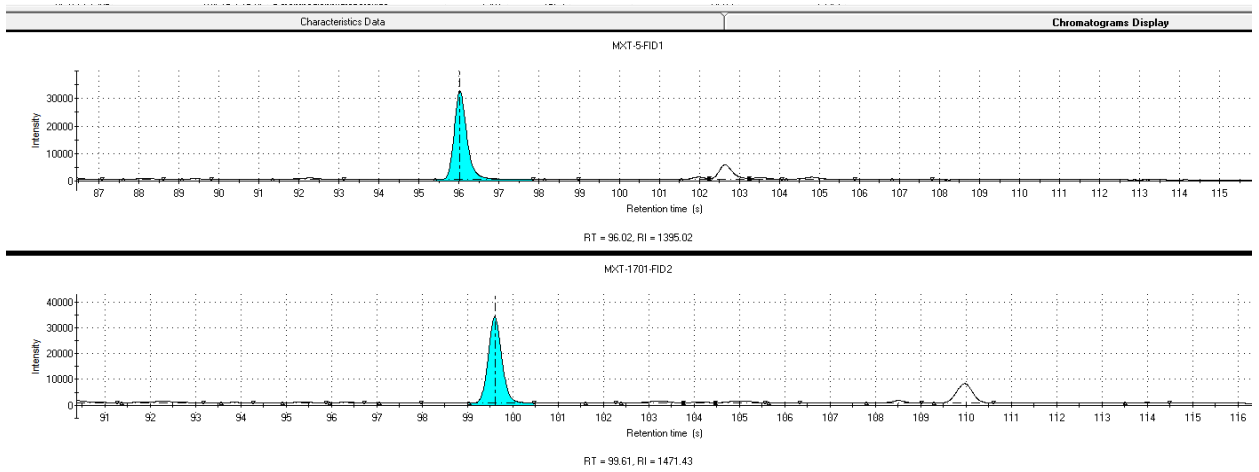 Characteristics Data
Chromatograms Display
MXT-5-FID1
Intensity
30000
20000
10000
0
87 88 89 90 91 92 93 94 95 96 97 98 99 100 101 102 103 104 105 106 107 108 109 110 111 112 113 114 115
Retention time (s)
RT = 96.02, RI = 1395.02
MXT-1701-FID2
Intensity
40000
30000
20000
10000
0
91 92 93 94 95 96 97 98 99 100 101 102 103 104 105 106 107 108 109 110 111 112 113 114 115 116
Retention time (s)
RT = 99.61, RI = 1471.43